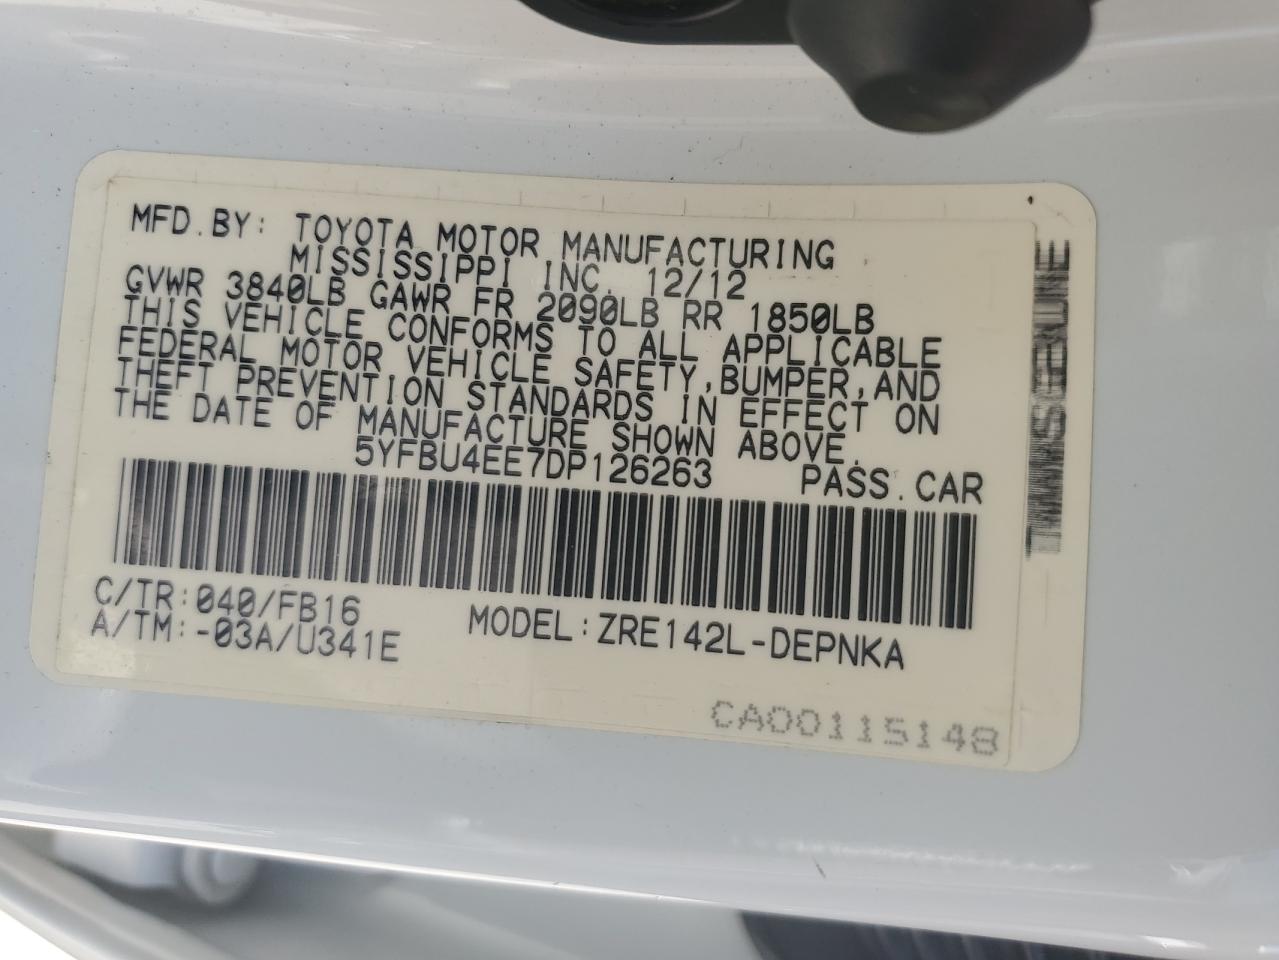 MFD.BY: TOYOTA MOTOR MANUFACTURING
MISSISSIPPI INC. 12/12
GVWR 3840LB GAWR FR 2090LB RR 1850LB
THIS VEHICLE CONFORMS TO ALL APPLICABLE
FEDERAL MOTOR VEHICLE SAFETY,BUMPER,AND
THEFT PREVENTION STANDARDS IN EFFECT ON
THE DATE OF MANUFACTURE SHOWN ABOVE.
5YFBU4EE7DP126263 PASS.CAR
C/TR:040/FB16
A/TM:-03A/U341E MODEL:ZRE142L-DEPNKA
CA00115148